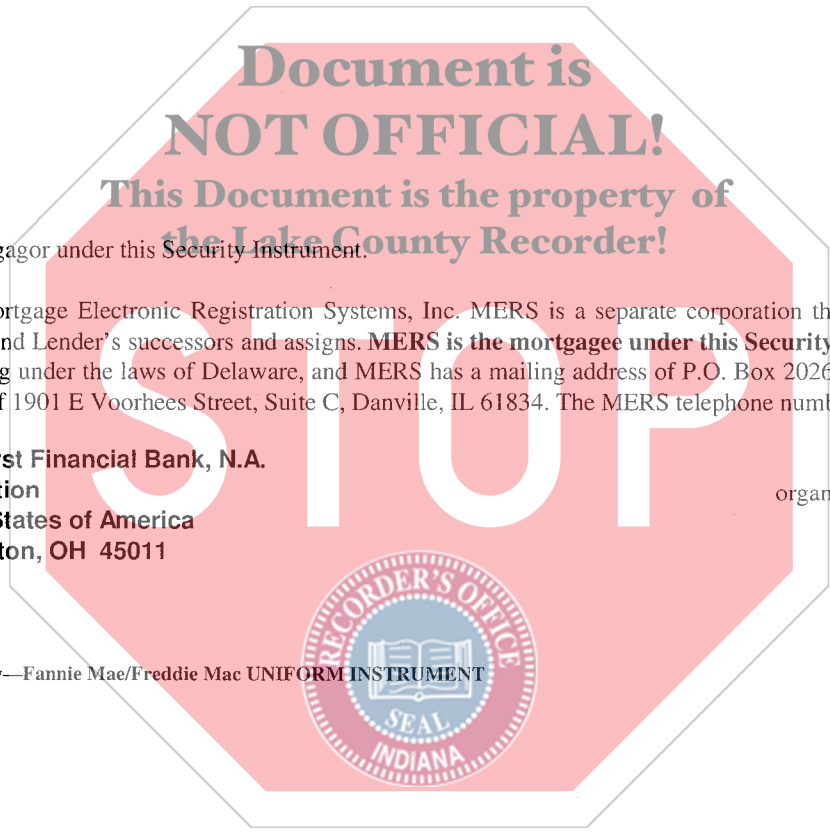 Document is
NOT OFFICIAL!
This Document is the property of
the Lake County Recorder!
gagor under this Security Instrument.
ortgage Electronic Registration Systems, Inc. MERS is a separate corporation th
nd Lender's successors and assigns. MERS is the mortgagee under this Security
g under the laws of Delaware, and MERS has a mailing address of P.O. Box 2026
f 1901 E Voorhees Street, Suite C, Danville, IL 61834. The MERS telephone numb
STOP
rst Financial Bank, N.A.
tion
organ
States of America
ton, OH 45011
RECORDER'S OFFICE
—Fannie Mae/Freddie Mac UNIFORM INSTRUMENT
SEAL
INDIANA